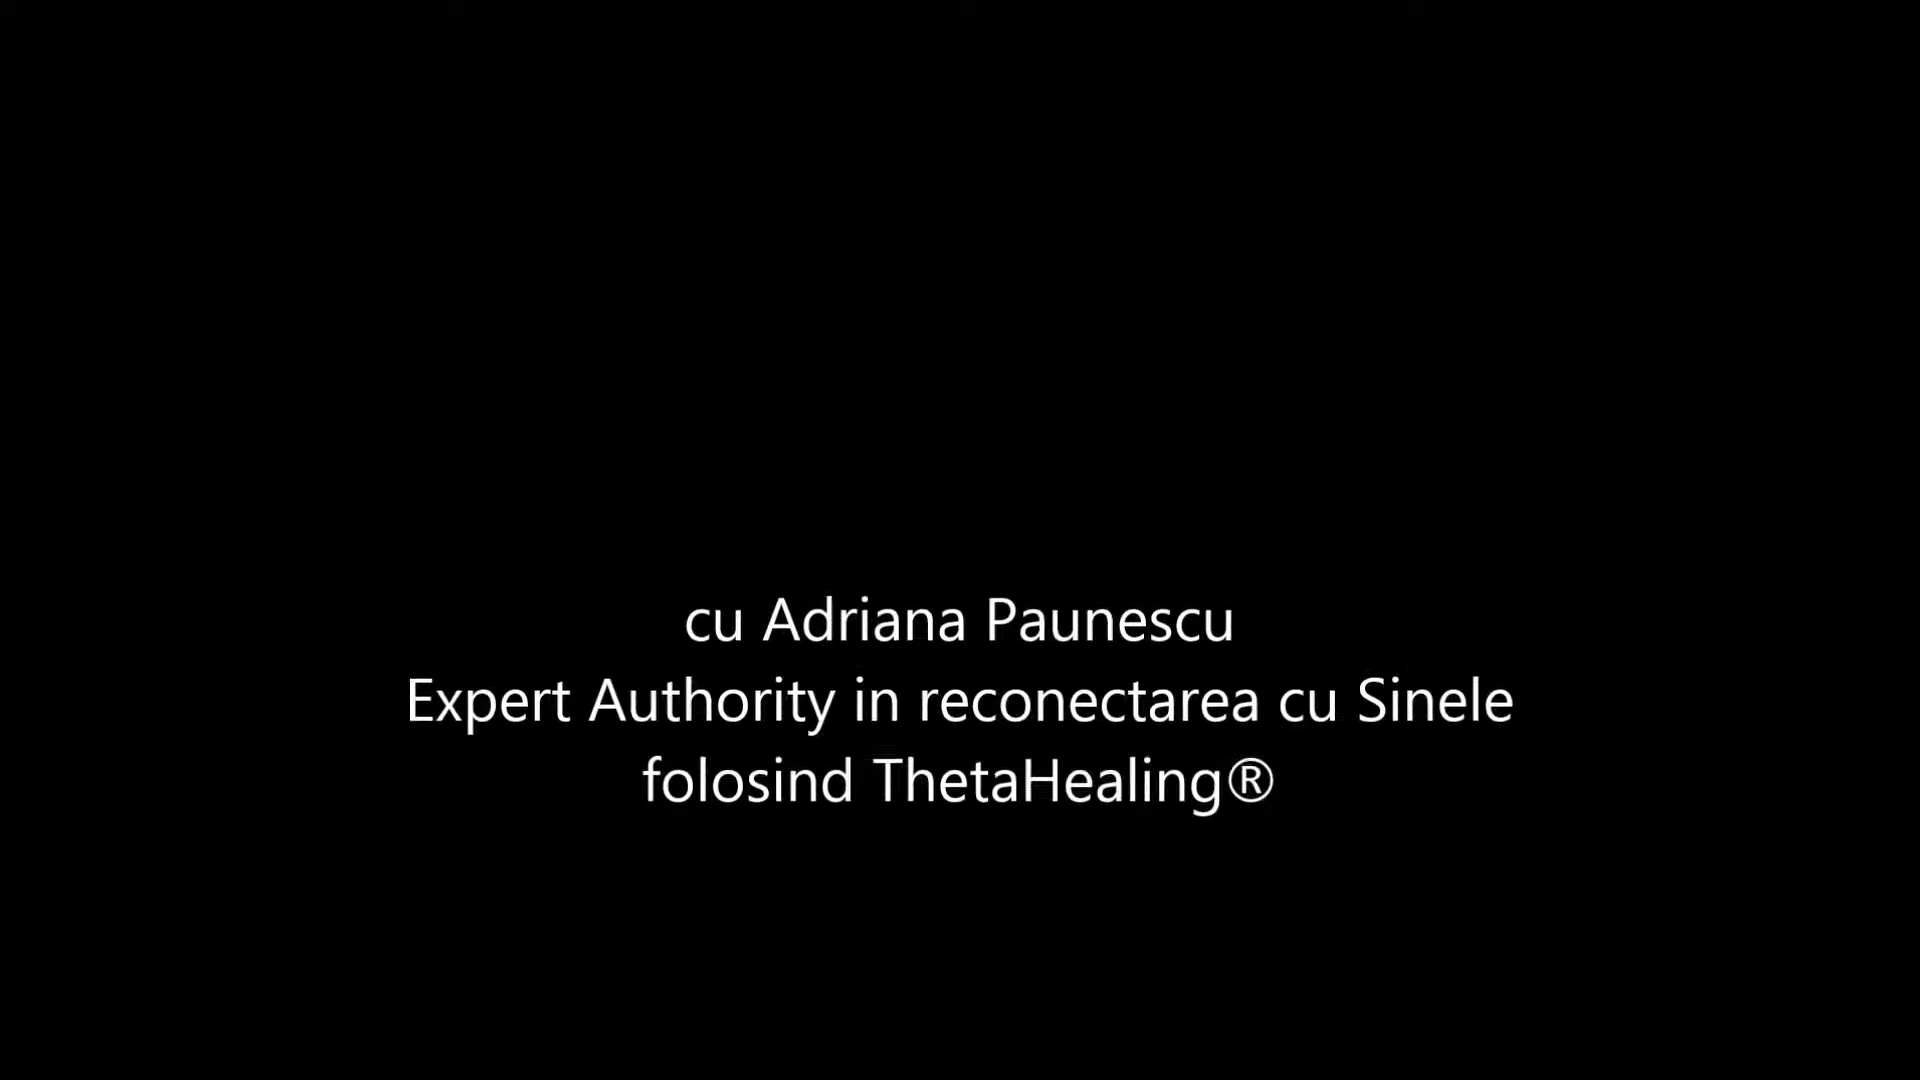 cu Adriana Paunescu
Expert Authority in reconectarea cu Sinele
folosind ThetaHealing®